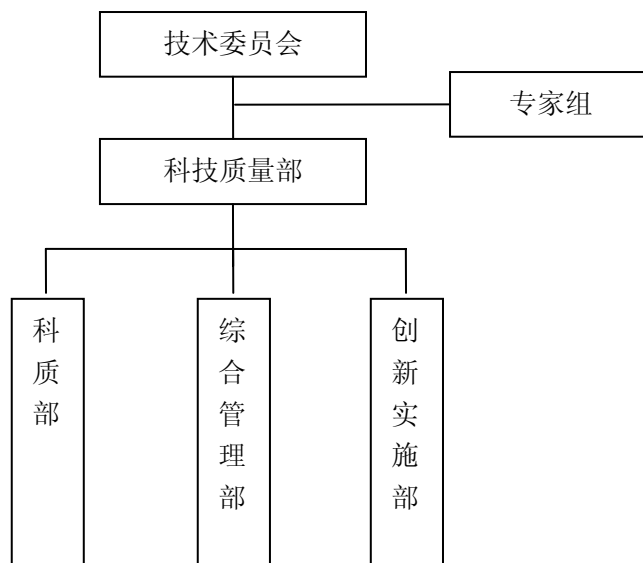 技术委员会
专家组
科技质量部
科质部
综合管理部
创新实施部